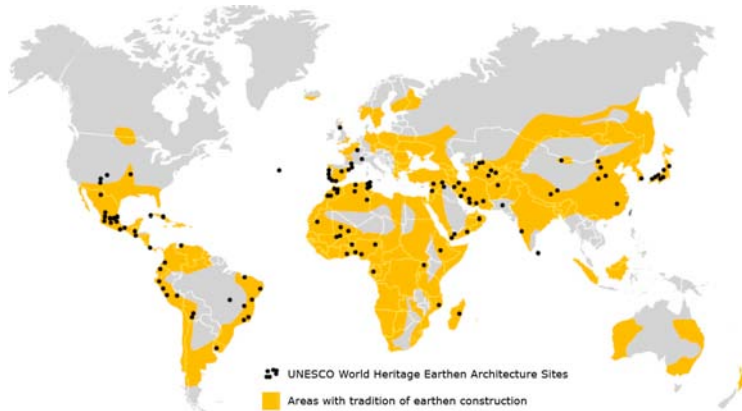 UNESCO World Heritage Earthen Architecture Sites
Areas with tradition of earthen construction